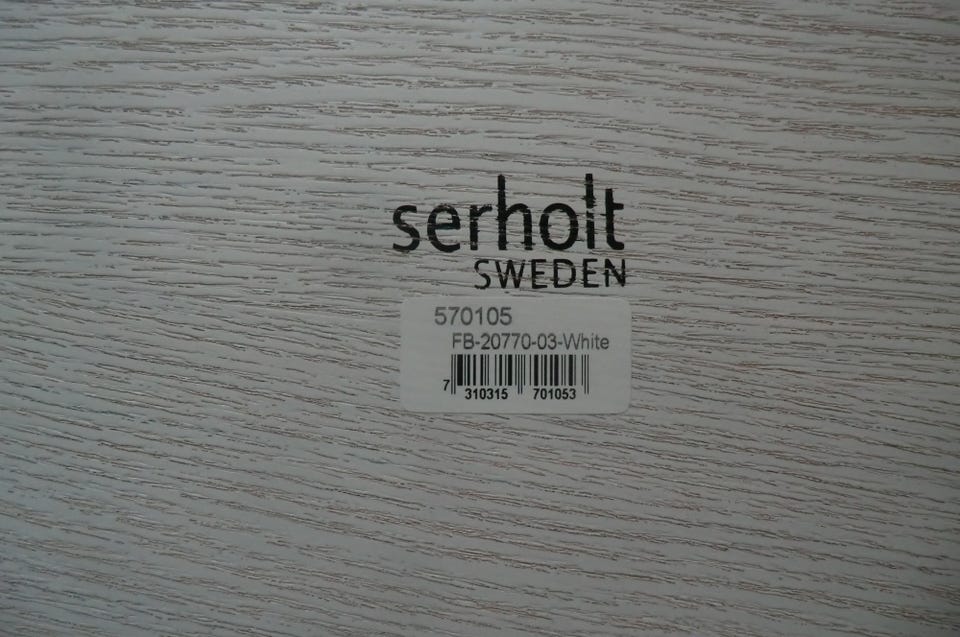 serholt
SWEDEN
570105
FB-20770-03-White
7 310315 701053